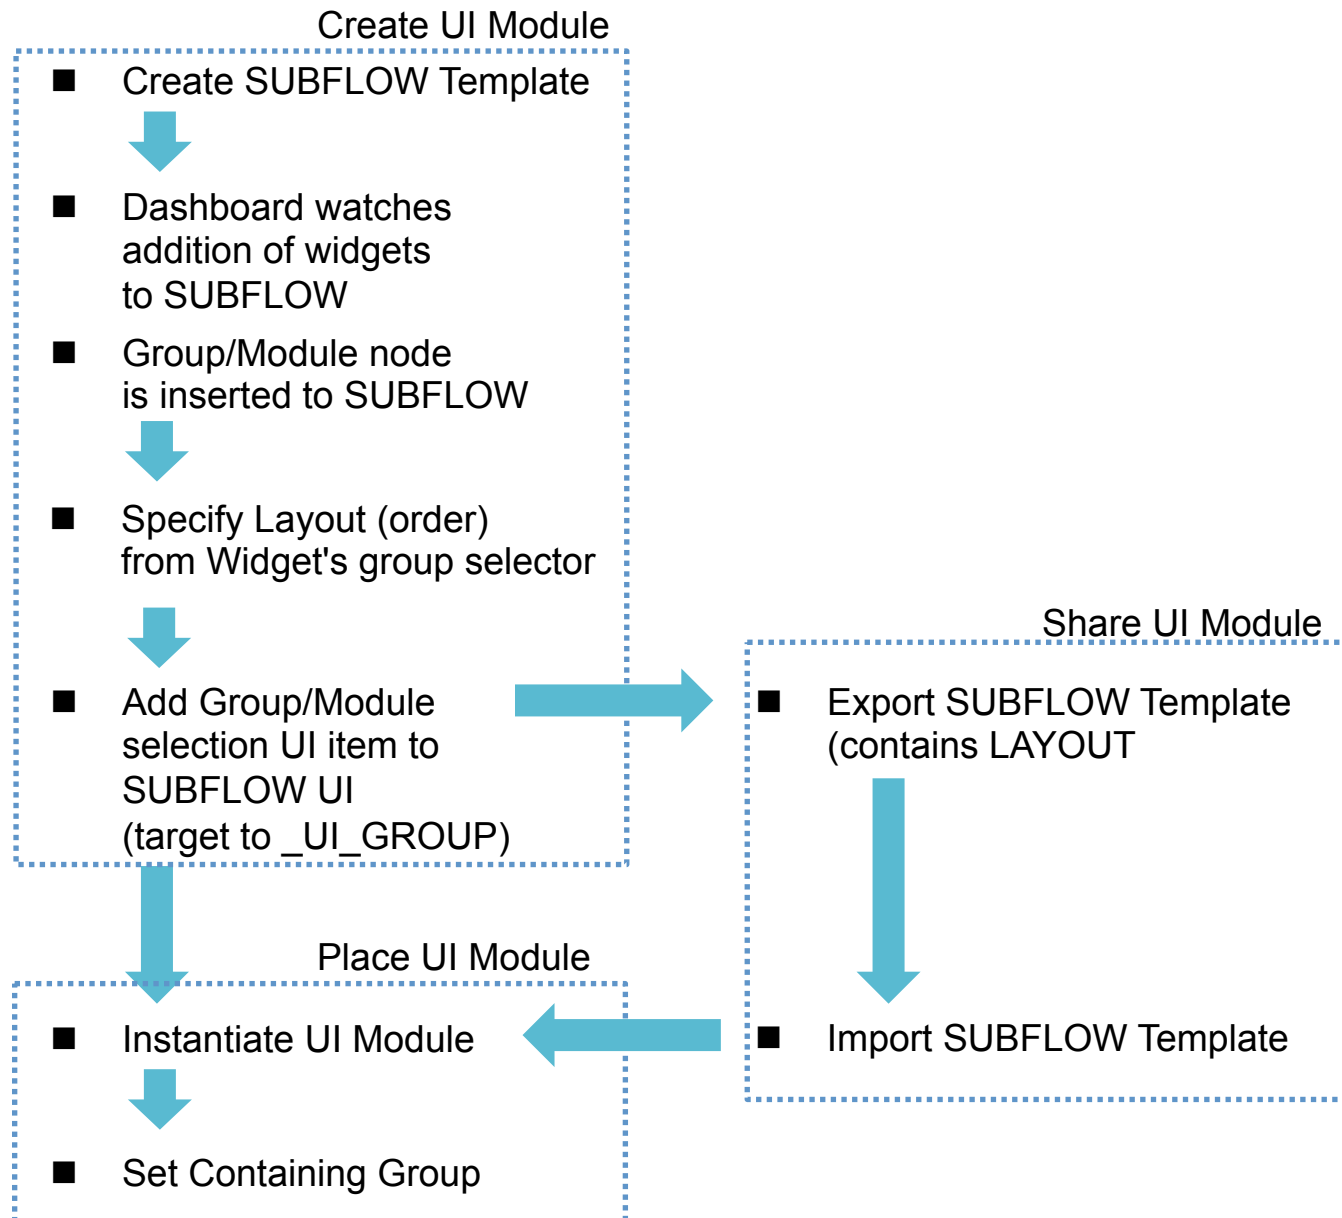 Create UI Module
Create SUBFLOW Template
Dashboard watches
addition of widgets
to SUBFLOW
Group/Module node
is inserted to SUBFLOW
Specify Layout (order)
from Widget's group selector
Add Group/Module
selection UI item to
SUBFLOW UI
(target to _UI_GROUP)
Share UI Module
Export SUBFLOW Template
(contains LAYOUT
Import SUBFLOW Template
Place UI Module
Instantiate UI Module
Set Containing Group